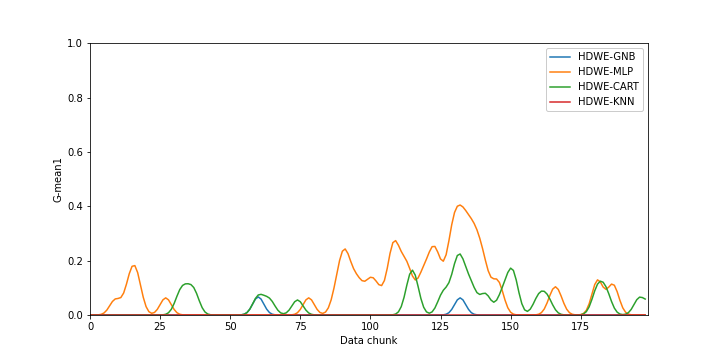 1.0
0.8
0.6
0.4
0.2
0.0
G-mean1
0 25 50 75 100 125 150 175
Data chunk
HDWE-GNB
HDWE-MLP
HDWE-CART
HDWE-KNN